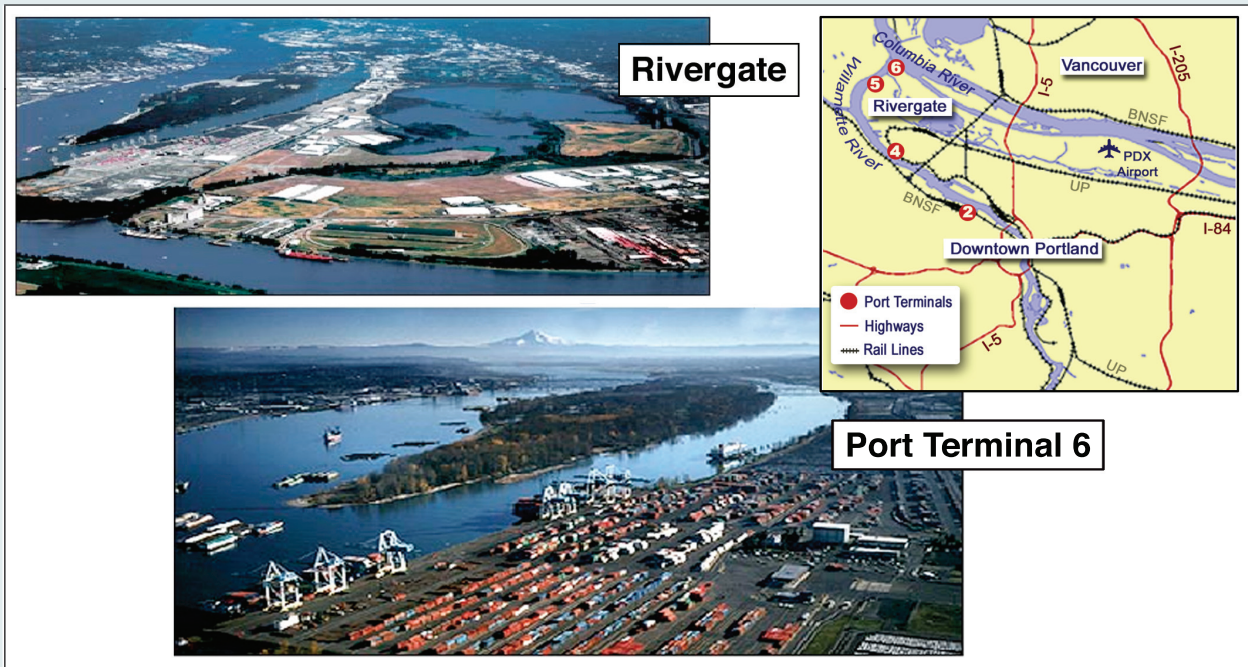 Rivergate
Columbia River
Willamette River
6
5
Rivergate
4
2
I-5
Vancouver
I-205
BNSF
PDX
Airport
UP
BNSF
I-84
Downtown Portland
Port Terminals
Highways
Rail Lines
I-5
UP
Port Terminal 6